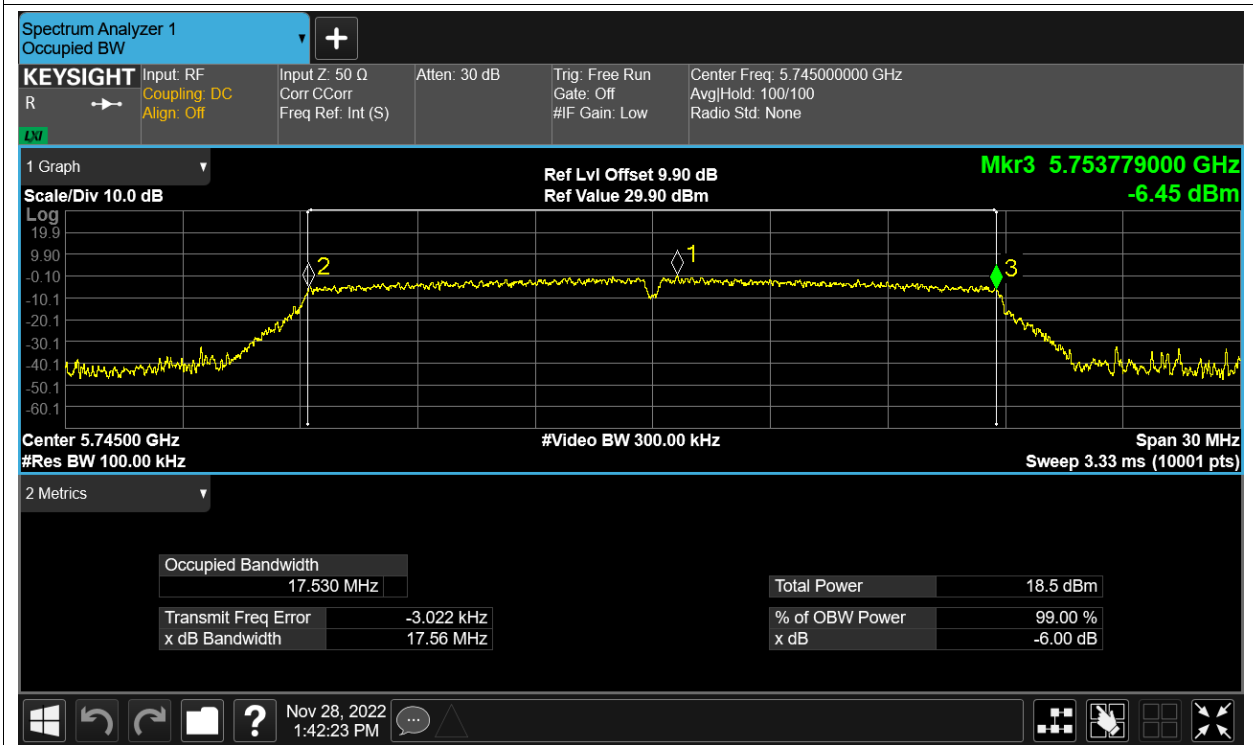 Spectrum Analyzer 1
Occupied BW
KEYSIGHT
R
LXI
Input: RF
Coupling: DC
Align: Off
Input Z: 50 Ω
Corr CCorr
Freq Ref: Int (S)
Atten: 30 dB
Trig: Free Run
Gate: Off
#IF Gain: Low
Center Freq: 5.745000000 GHz
Avg|Hold: 100/100
Radio Std: None
1 Graph
Scale/Div 10.0 dB
Ref Lvl Offset 9.90 dB
Ref Value 29.90 dBm
Mkr3 5.753779000 GHz
-6.45 dBm
Log
19.9
9.90
-0.10
-10.1
-20.1
-30.1
-40.1
-50.1
-60.1
2
1
3
Center 5.74500 GHz
#Video BW 300.00 kHz
Span 30 MHz
#Res BW 100.00 kHz
Sweep 3.33 ms (10001 pts)
2 Metrics
Occupied Bandwidth
17.530 MHz
Total Power 18.5 dBm
Transmit Freq Error -3.022 kHz
% of OBW Power 99.00 %
x dB Bandwidth 17.56 MHz
x dB -6.00 dB
?
Nov 28, 2022
1:42:23 PM